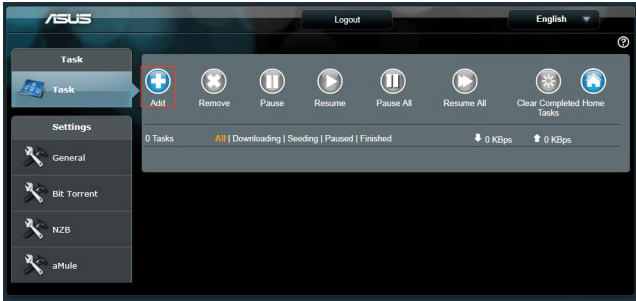 ASUS
Logout
English
?
Task
Task
Add
Remove
Pause
Resume
Pause All
Resume All
Clear Completed
Tasks
Home
0 Tasks
All | Downloading | Seeding | Paused | Finished
0 KBps
0 KBps
Settings
General
Bit Torrent
NZB
aMule